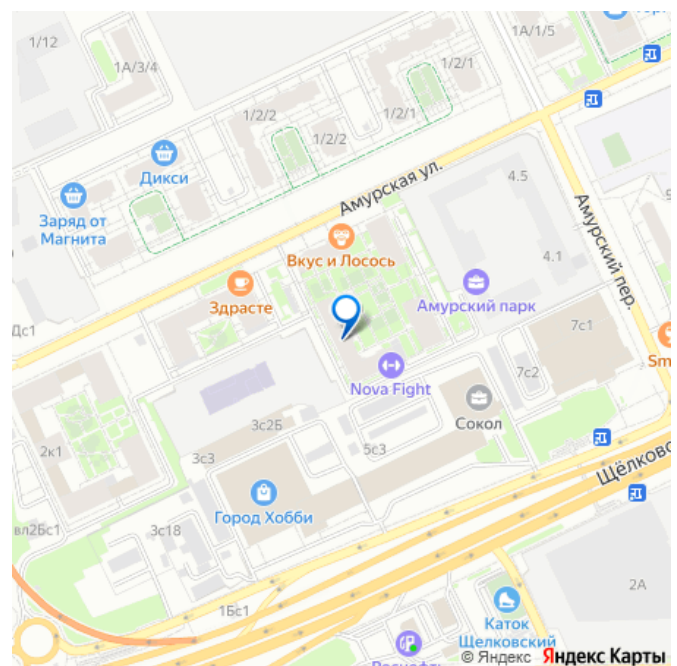 1/12
1А/3/4
1/2/1
1А/1/5
1/2/2
1/2/1
1/2/2
Дикси
Заряд от
Магнита
Амурская ул.
4.5
Вкус и Лосось
4.1
Амурский пер.
Здрасте
Амурский парк
7с1
Nova Fight
7с2
Сокол
2к1
3с2Б
5с3
3с3
Город Хобби
вл2Бс1
3с18
1Бс1
2А
Каток
Щелковский
© Яндекс Яндекс Карты